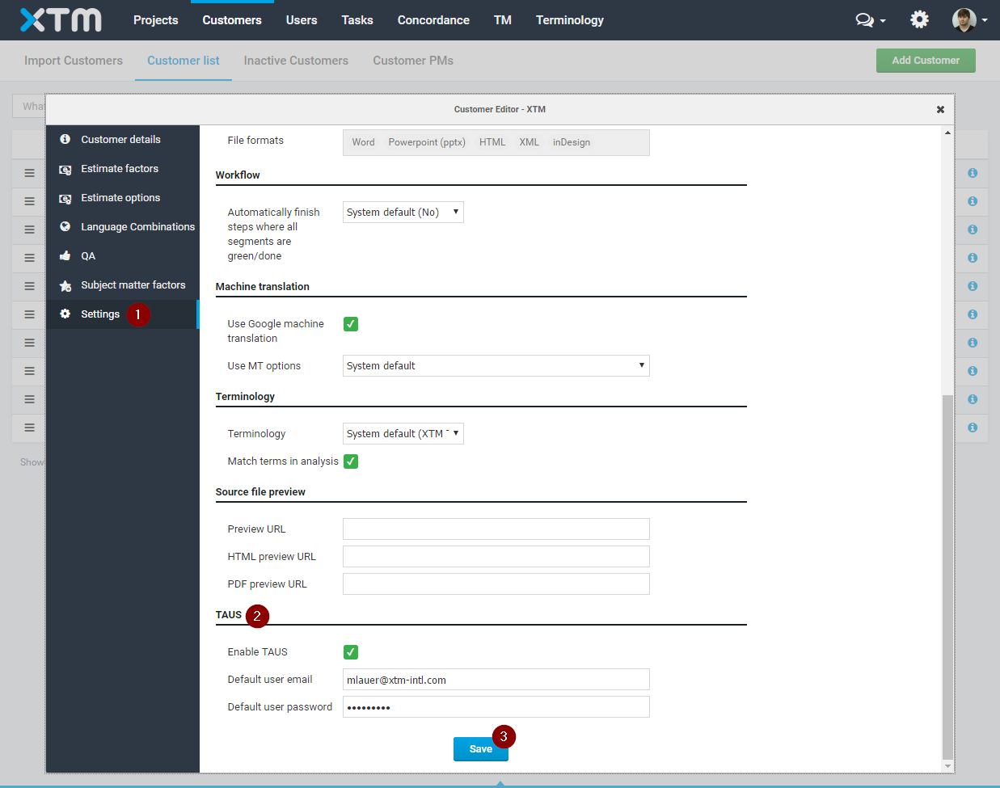 XTM
Projects Customers Users Tasks Concordance TM Terminology
Import Customers Customer list Inactive Customers Customer PMs Add Customer
Customer Editor - XTM
Customer details
Estimate factors
Estimate options
Language Combinations
QA
Subject matter factors
Settings 1
File formats Word Powerpoint (pptx) HTML XML inDesign
Workflow
Automatically finish
steps where all
segments are
green/done
System default (No)
Machine translation
Use Google machine
translation
Use MT options System default
Terminology
Terminology System default (XTM
Match terms in analysis
Source file preview
Preview URL
HTML preview URL
PDF preview URL
TAUS 2
Enable TAUS
Default user email mlauer@xtm-intl.com
Default user password •••••••••
Save 3
Show